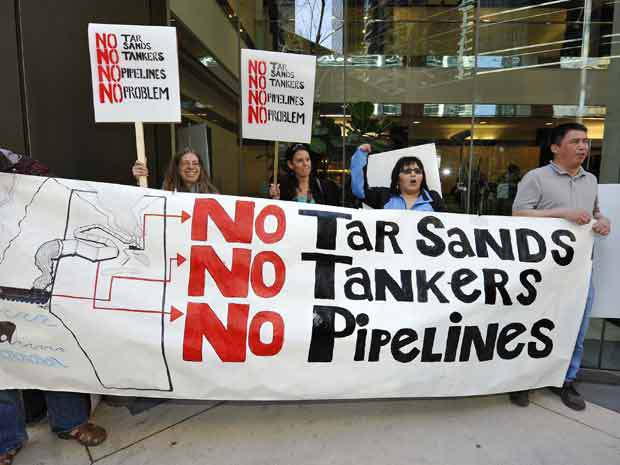 NO TAR
SANDS
NO TANKERS
NO PIPELINES
NO PROBLEM
NO TAR
SANDS
NO TANKERS
NO PIPELINES
NO PROBLEM
NO TAR SANDS
NO TANKERS
NO PIPELINES